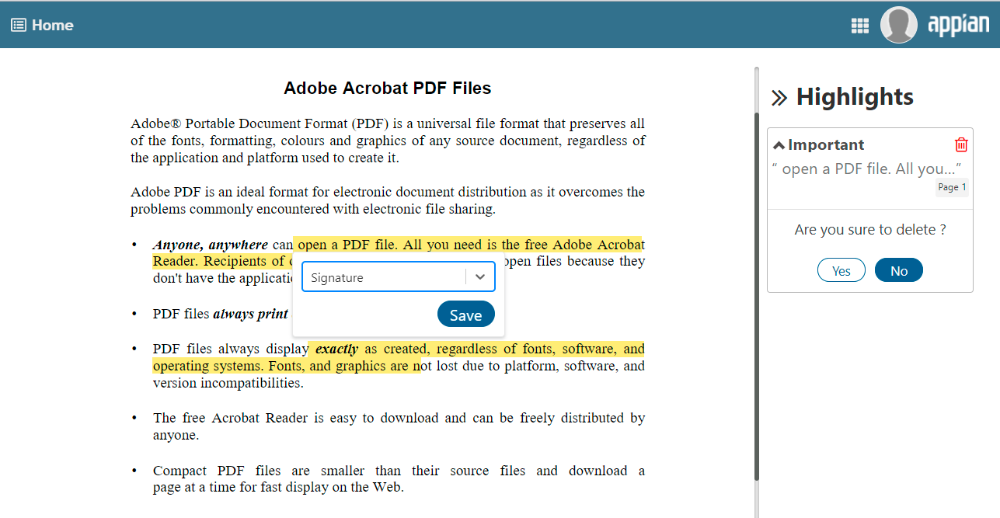 Home
appian
Adobe Acrobat PDF Files
Adobe® Portable Document Format (PDF) is a universal file format that preserves all
of the fonts, formatting, colours and graphics of any source document, regardless of
the application and platform used to create it.
Adobe PDF is an ideal format for electronic document distribution as it overcomes the
problems commonly encountered with electronic file sharing.
• Anyone, anywhere can open a PDF file. All you need is the free Adobe Acrobat
Reader. Recipients of open files because they
don't have the
Signature
Save
• PDF files always print
• PDF files always display exactly as created, regardless of fonts, software, and
operating systems. Fonts, and graphics are not lost due to platform, software, and
version incompatibilities.
• The free Acrobat Reader is easy to download and can be freely distributed by
anyone.
• Compact PDF files are smaller than their source files and download a
page at a time for fast display on the Web.
Highlights
Important
“ open a PDF file. All you...”
Page 1
Are you sure to delete ?
Yes
No